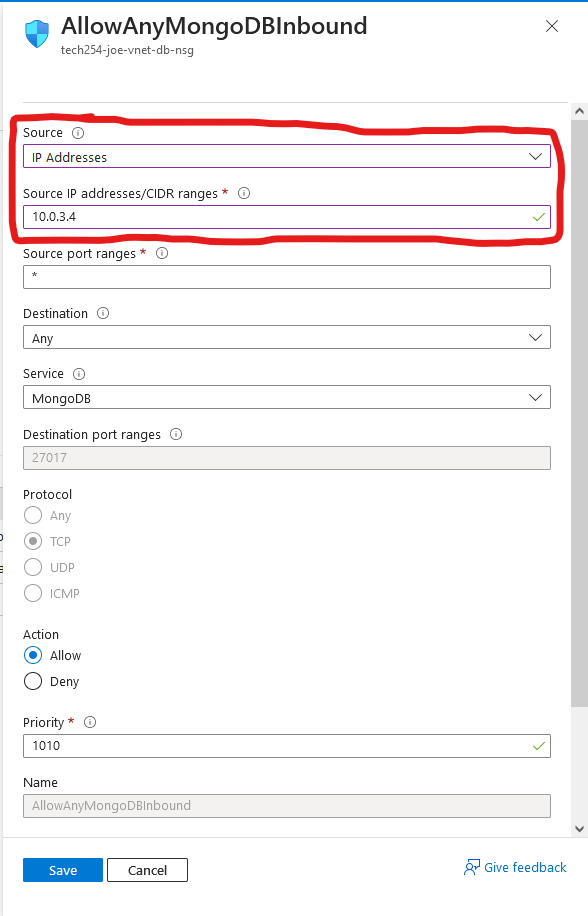 AllowAnyMongoDBInbound
tech254-joe-vnet-db-nsg
Source
IP Addresses
Source IP addresses/CIDR ranges *
10.0.3.4
Source port ranges *
*
Destination
Any
Service
MongoDB
Destination port ranges
27017
Protocol
Any
TCP
UDP
ICMP
Action
Allow
Deny
Priority *
1010
Name
AllowAnyMongoDBInbound
Save Cancel Give feedback